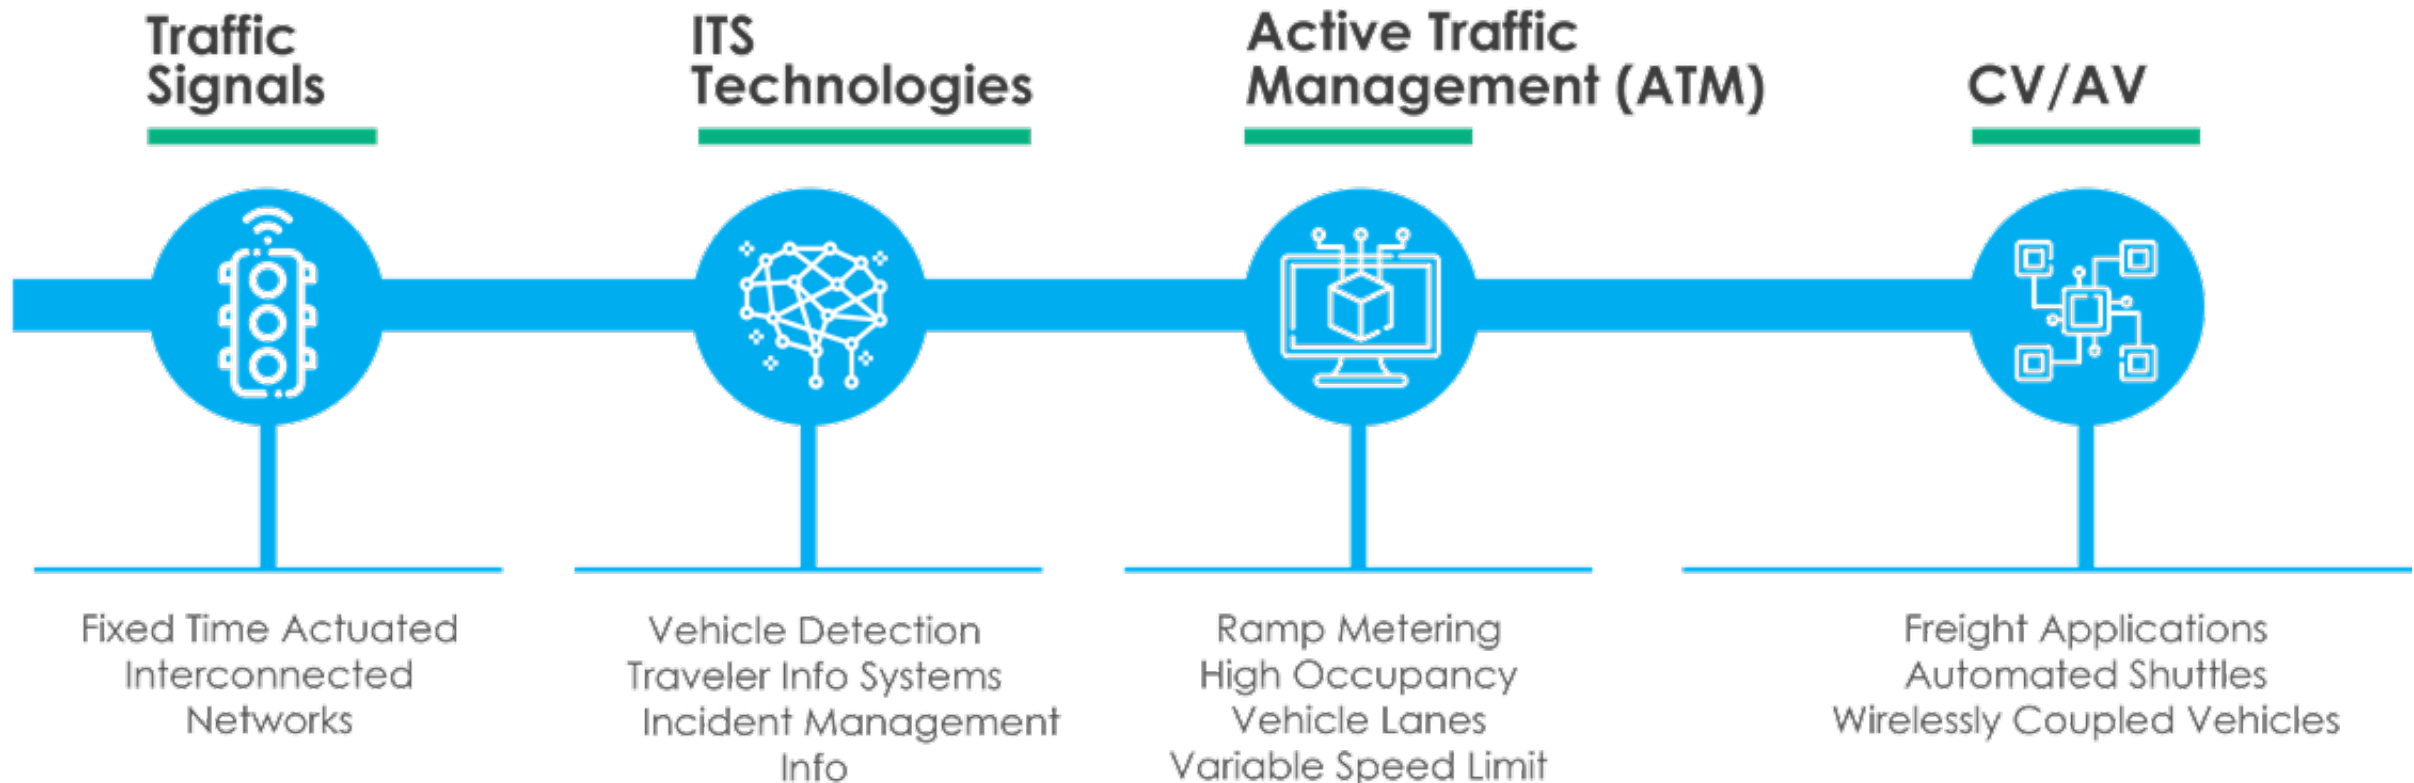 Traffic
Signals
ITS
Technologies
Active Traffic
Management (ATM)
CV/AV
Fixed Time Actuated
Interconnected
Networks
Vehicle Detection
Traveler Info Systems
Incident Management
Info
Ramp Metering
High Occupancy
Vehicle Lanes
Variable Speed Limit
Freight Applications
Automated Shuttles
Wirelessly Coupled Vehicles